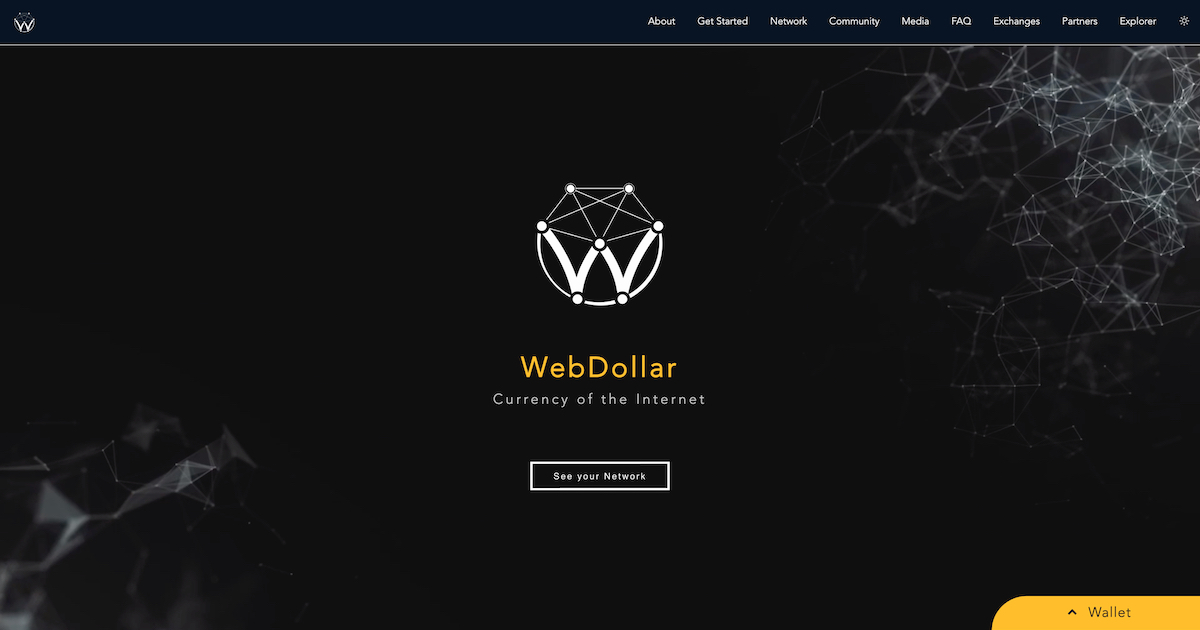 About Get Started Network Community Media FAQ Exchanges Partners Explorer
WebDollar
Currency of the Internet
See your Network
Wallet